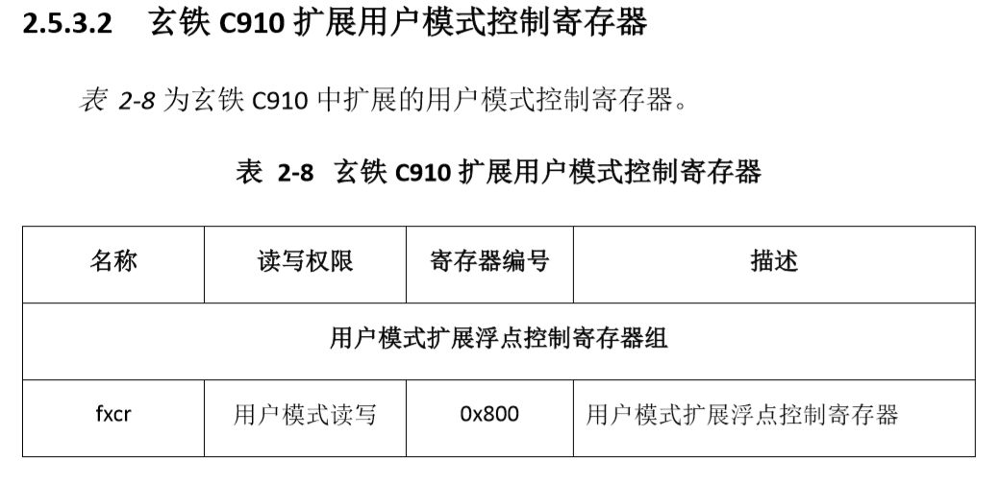 2.5.3.2 玄铁 C910 扩展用户模式控制寄存器
表 2-8 为玄铁 C910 中扩展的用户模式控制寄存器。
表 2-8 玄铁 C910 扩展用户模式控制寄存器
名称 读写权限 寄存器编号 描述
用户模式扩展浮点控制寄存器组
fxcr 用户模式读写 0x800 用户模式扩展浮点控制寄存器